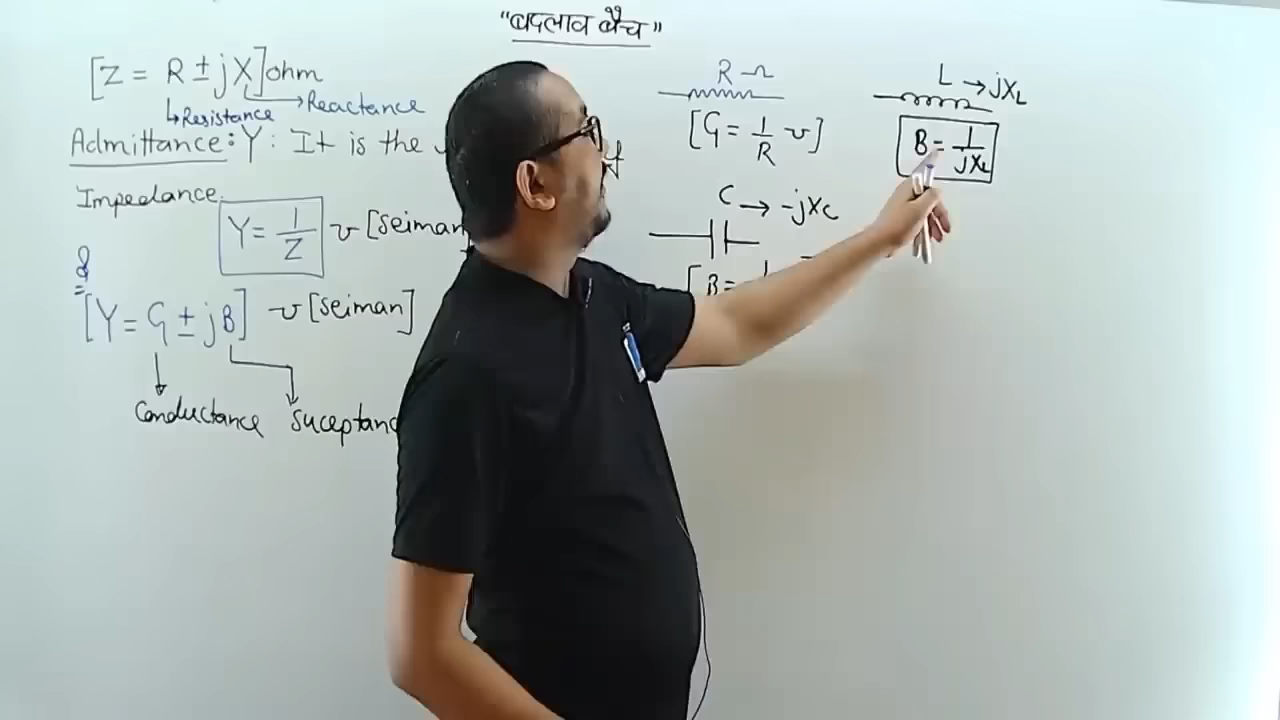 "बदलाव बैच"
[Z = R ± jX] ohm
Resistance
Reactance
Admittance: Y: It is the
Impedance.
Y = 1/Z ℧ [seiman]
&
[Y = G ± jB] ℧ [seiman]
Conductance
Suceptanc
R Ω
[G = 1/R ℧]
C → -jXc
[B = 1
L → jXL
B = 1/jXL